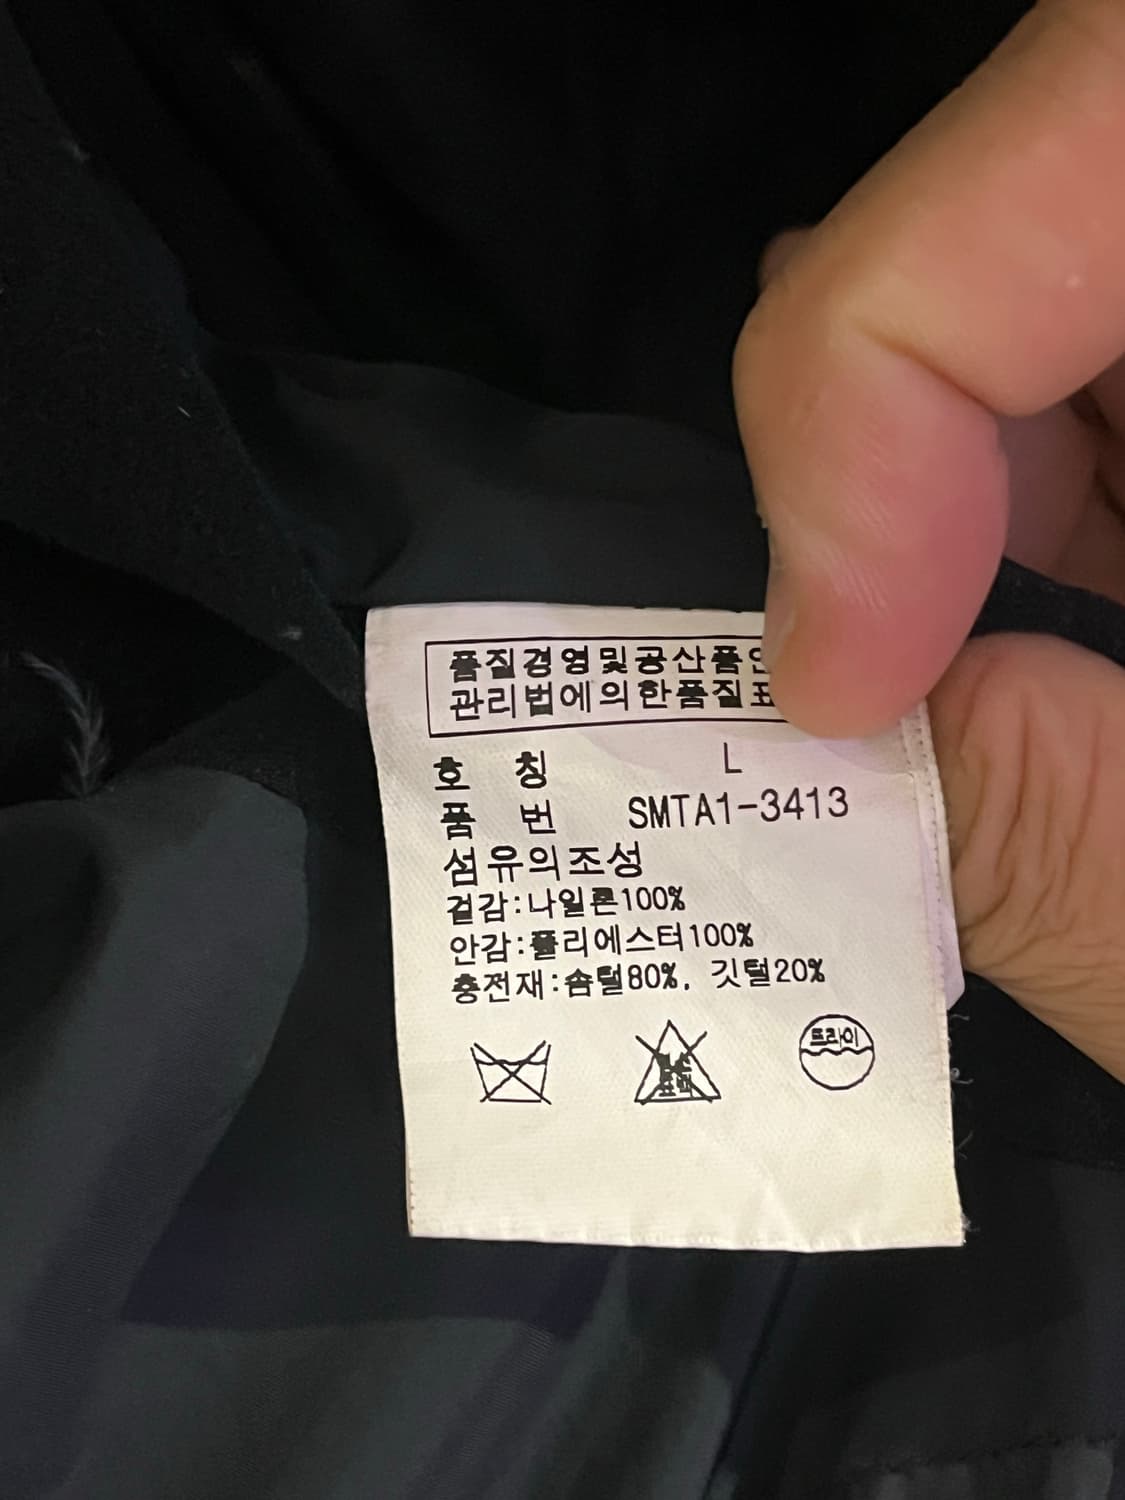 품질경영및공산품
관리법에의한품질표
호 칭 L
품 번 SMTA1-3413
섬유의조성
겉감:나일론100%
안감:폴리에스터100%
충전재:솜털80%, 깃털20%
드라이